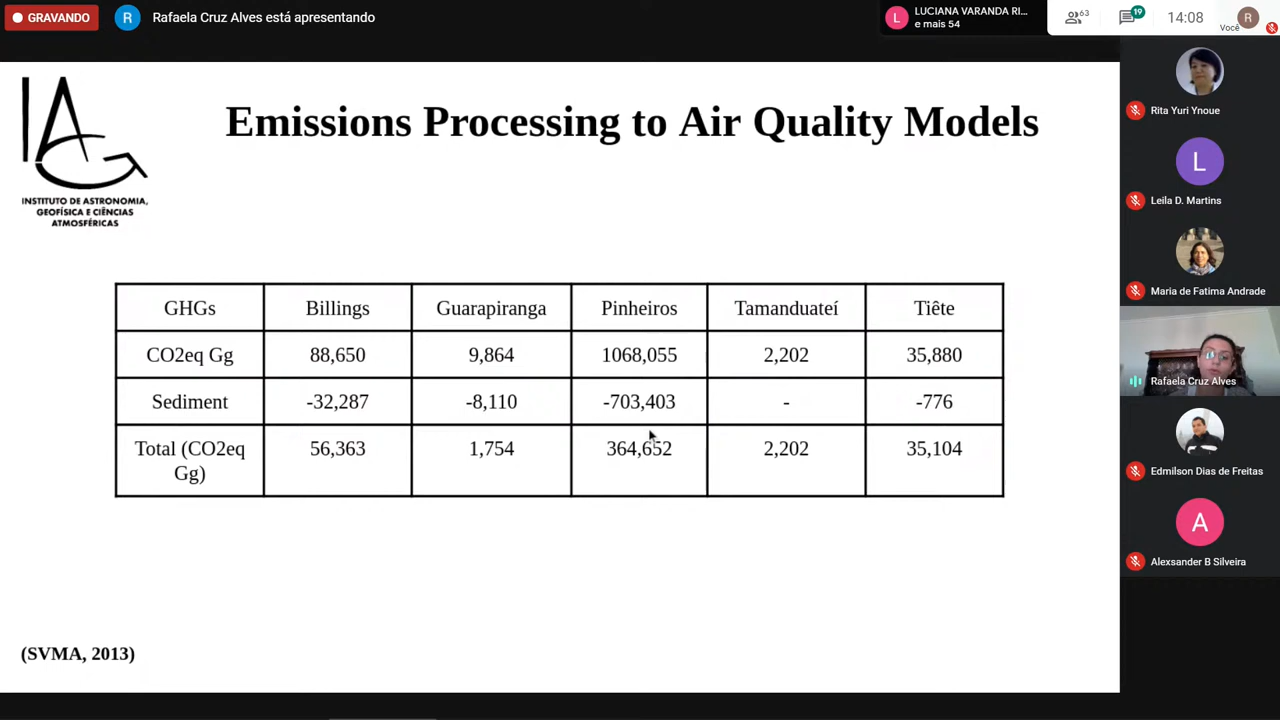 GRAVANDO
R
Rafaela Cruz Alves está apresentando
L
LUCIANA VARANDA RI...
e mais 54
63
19
14:08
Você
R
INSTITUTO DE ASTRONOMIA,
GEOFÍSICA E CIÊNCIAS
ATMOSFÉRICAS
Emissions Processing to Air Quality Models
GHGs Billings Guarapiranga Pinheiros Tamanduateí Tiête
CO2eq Gg 88,650 9,864 1068,055 2,202 35,880
Sediment -32,287 -8,110 -703,403 - -776
Total (CO2eq 56,363 1,754 364,652 2,202 35,104
Gg)
(SVMA, 2013)
Rita Yuri Ynoue
L
Leila D. Martins
Maria de Fatima Andrade
Rafaela Cruz Alves
Edmilson Dias de Freitas
A
Alexsander B Silveira